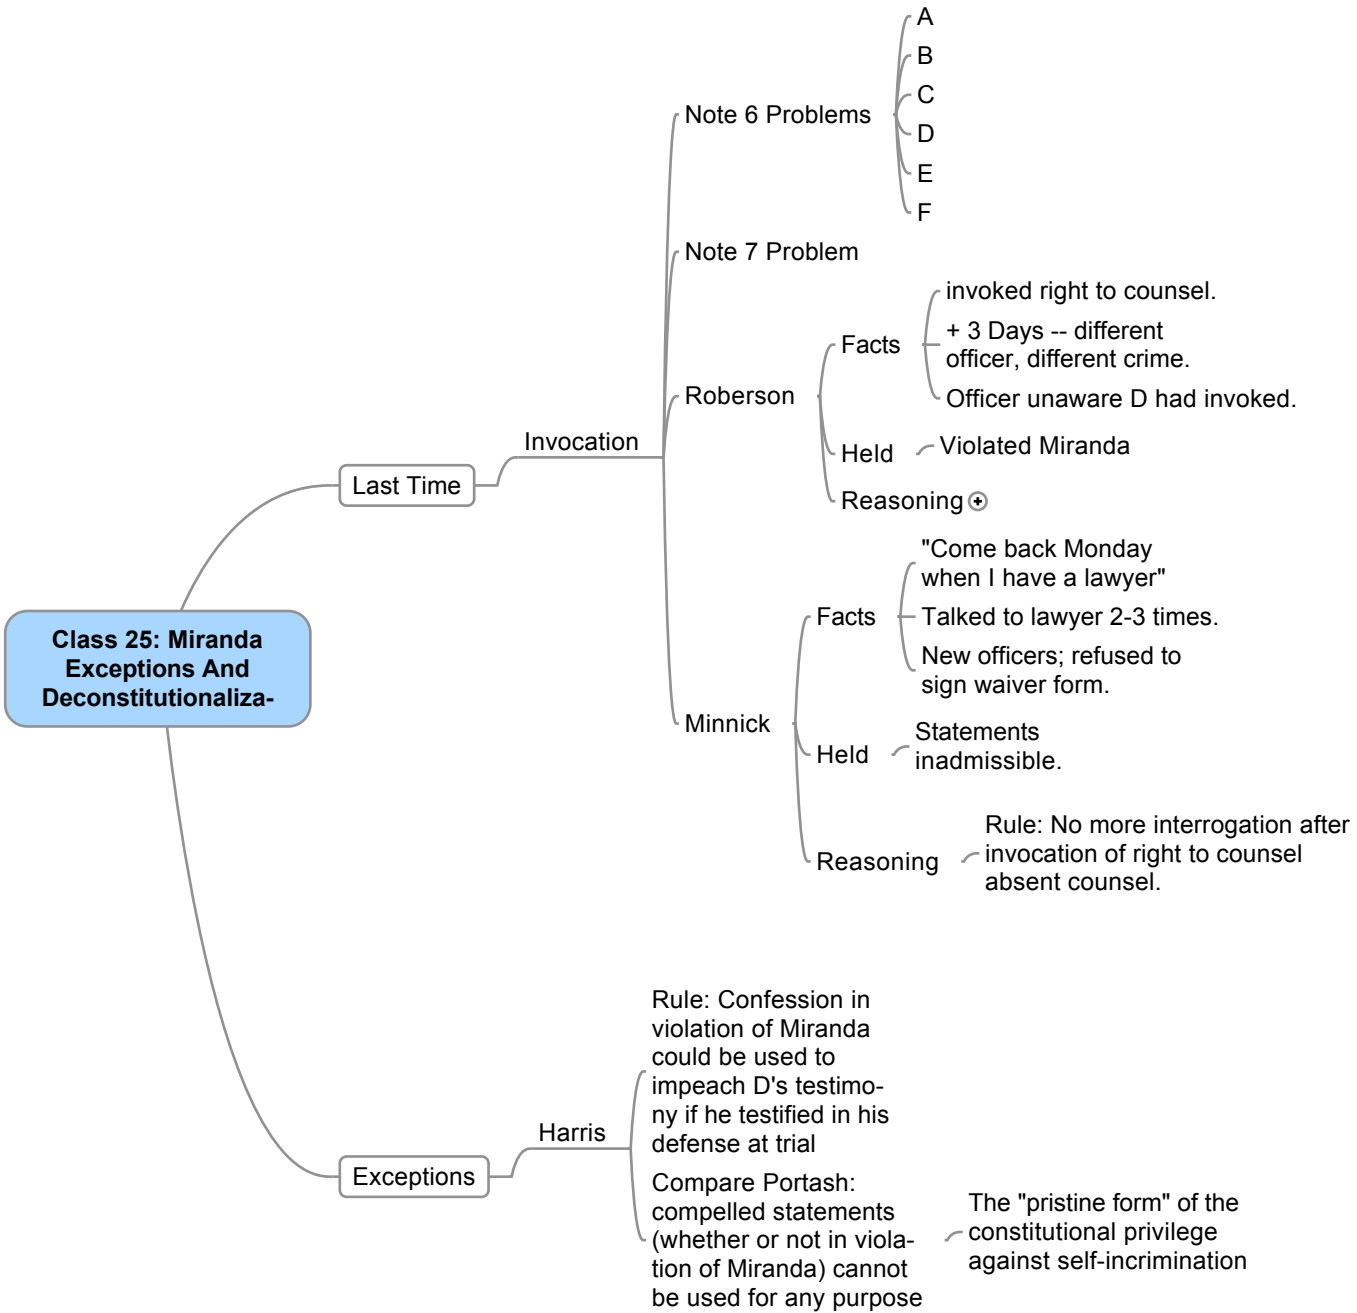 Class 25: Miranda
Exceptions And
Deconstitutionaliza-
Last Time
Invocation
Note 6 Problems
A
B
C
D
E
F
Note 7 Problem
Roberson
Facts
invoked right to counsel.
+ 3 Days -- different
officer, different crime.
Officer unaware D had invoked.
Held
Violated Miranda
Reasoning
Minnick
Facts
"Come back Monday
when I have a lawyer"
Talked to lawyer 2-3 times.
New officers; refused to
sign waiver form.
Held
Statements
inadmissible.
Reasoning
Rule: No more interrogation after
invocation of right to counsel
absent counsel.
Exceptions
Harris
Rule: Confession in
violation of Miranda
could be used to
impeach D's testimo-
ny if he testified in his
defense at trial
Compare Portash:
compelled statements
(whether or not in viola-
tion of Miranda) cannot
be used for any purpose
The "pristine form" of the
constitutional privilege
against self-incrimination